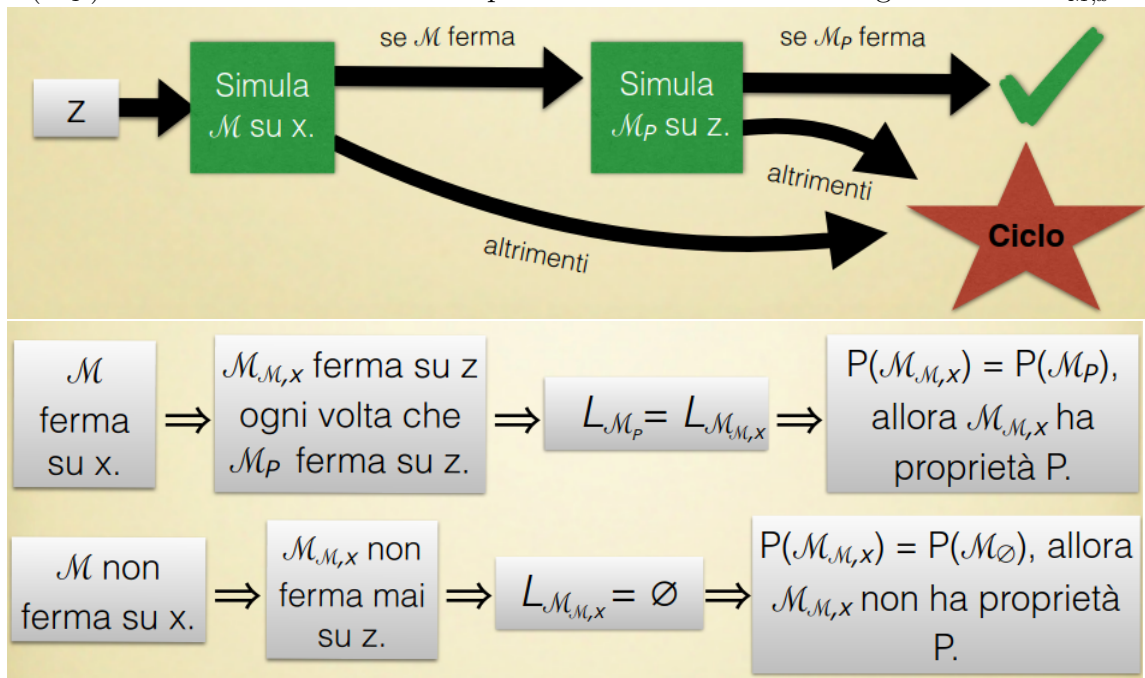 se ℳ ferma
se ℳP ferma
z
Simula
ℳ su x.
Simula
ℳP su z.
altrimenti
altrimenti
Ciclo
ℳ
ferma
su x.
⇒
ℳℳ,x ferma su z
ogni volta che
ℳP ferma su z.
⇒
LℳP = Lℳℳ,x
⇒
P(ℳℳ,x) = P(ℳP),
allora ℳℳ,x ha
proprietà P.
ℳ non
ferma su x.
⇒
ℳℳ,x non
ferma mai
su z.
⇒
Lℳℳ,x = ∅
⇒
P(ℳℳ,x) = P(ℳ∅), allora
ℳℳ,x non ha proprietà
P.